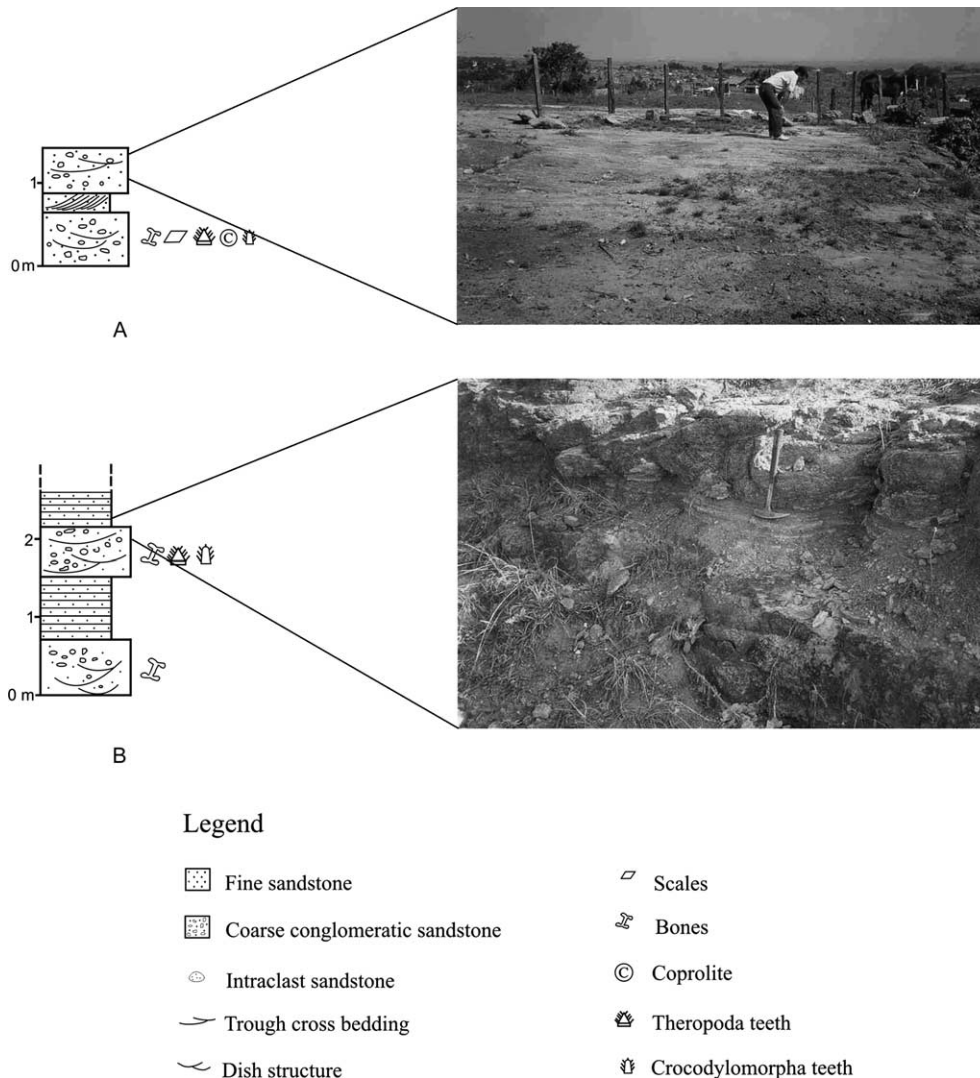 1
0 m
©
A
2
1
0 m
B
Legend
Fine sandstone
Scales
Coarse conglomeratic sandstone
Bones
Intraclast sandstone
© Coprolite
Trough cross bedding
Theropoda teeth
Dish structure
Crocodylomorpha teeth